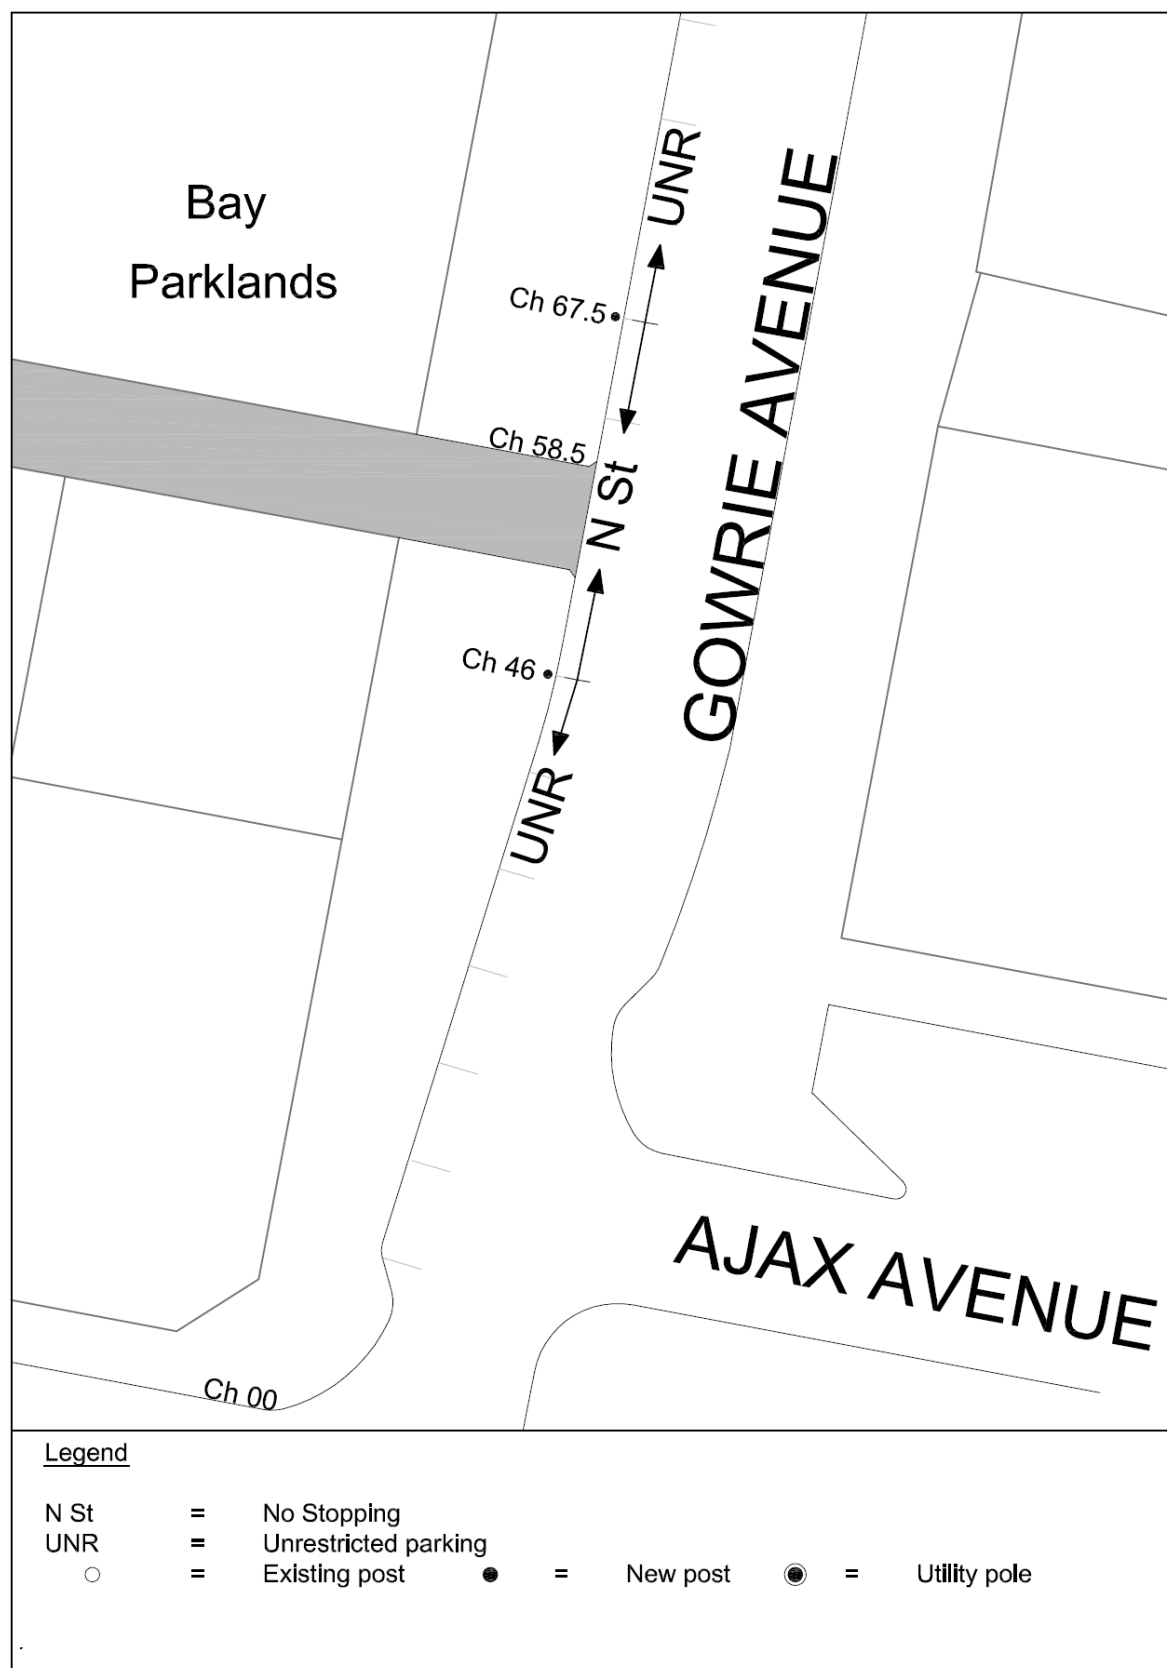 UNR
GOWRIE AVENUE
Bay
Parklands
Ch 67.5
Ch 58.5
N St
Ch 46
UNR
AJAX AVENUE
Ch 00
Legend
N St = No Stopping
UNR = Unrestricted parking
= Existing post = New post = Utility pole